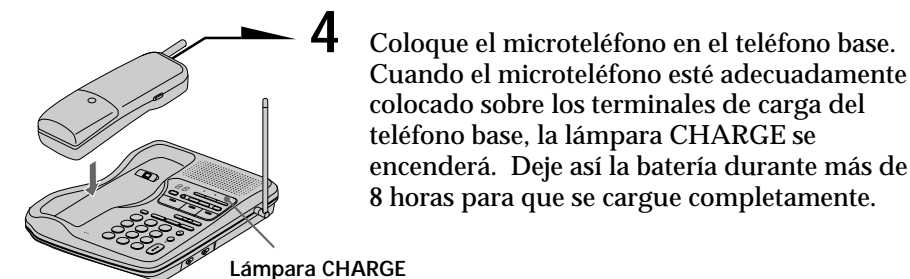 4
Coloque el microteléfono en el teléfono base.
Cuando el microteléfono esté adecuadamente
colocado sobre los terminales de carga del
teléfono base, la lámpara CHARGE se
encenderá. Deje así la batería durante más de
8 horas para que se cargue completamente.
Lámpara CHARGE